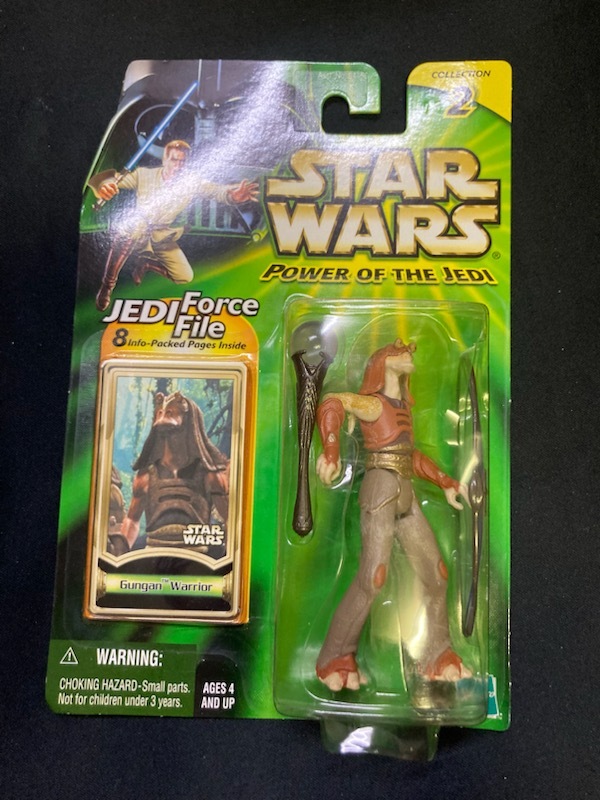 COLLECTION
2
STAR
WARS®
POWER OF THE JEDI
JEDI Force
File
8 Info-Packed Pages Inside
STAR
WARS
Gungan™ Warrior
⚠ WARNING:
CHOKING HAZARD-Small parts.
Not for children under 3 years.
AGES 4
AND UP